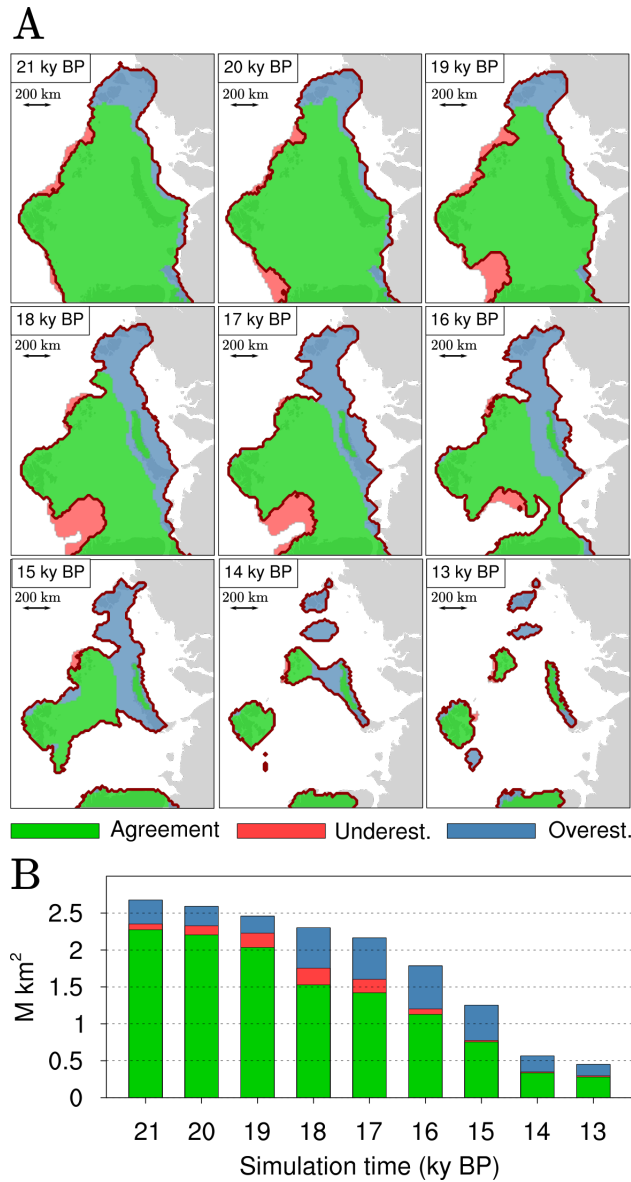 A
21 ky BP
200 km
20 ky BP
200 km
19 ky BP
200 km
18 ky BP
200 km
17 ky BP
200 km
16 ky BP
200 km
15 ky BP
200 km
14 ky BP
200 km
13 ky BP
200 km
Agreement Underest. Overest.
B
M km²
2.5
2
1.5
1
0.5
0
21 20 19 18 17 16 15 14 13
Simulation time (ky BP)